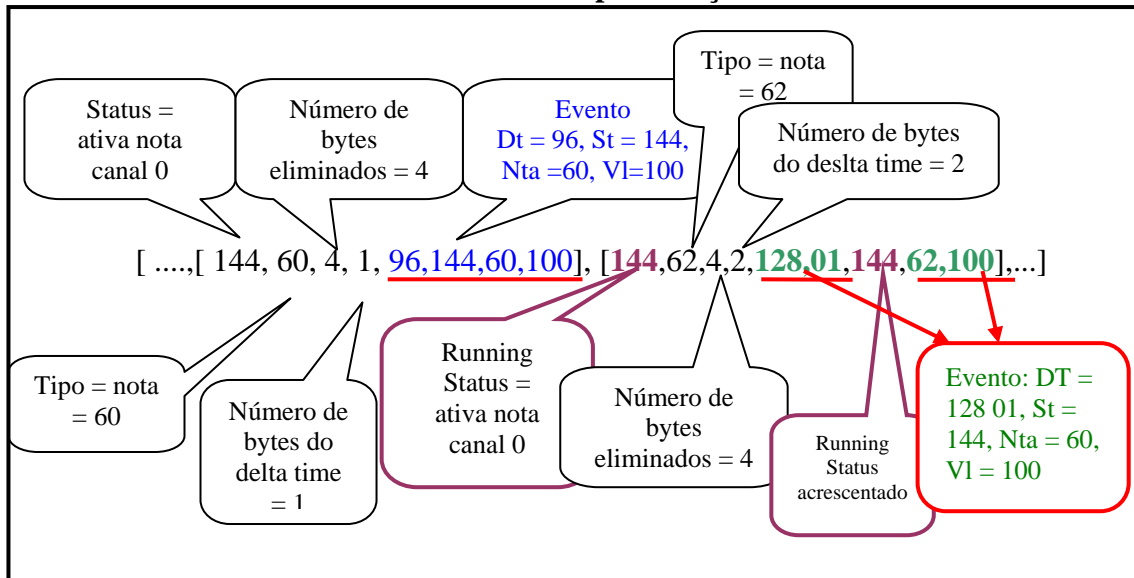 Status =
ativa nota
canal 0
Número de
bytes
eliminados = 4
Evento
Dt = 96, St = 144,
Nta =60, Vl=100
Tipo = nota
= 62
Número de bytes
do deslta time = 2
[ ....,[ 144, 60, 4, 1, 96,144,60,100], [144,62,4,2,128,01,144,62,100],...]
Tipo = nota
= 60
Número de
bytes do
delta time
= 1
Running
Status =
ativa nota
canal 0
Número de
bytes
eliminados = 4
Running
Status
acrescentado
Evento: DT =
128 01, St =
144, Nta = 60,
Vl = 100